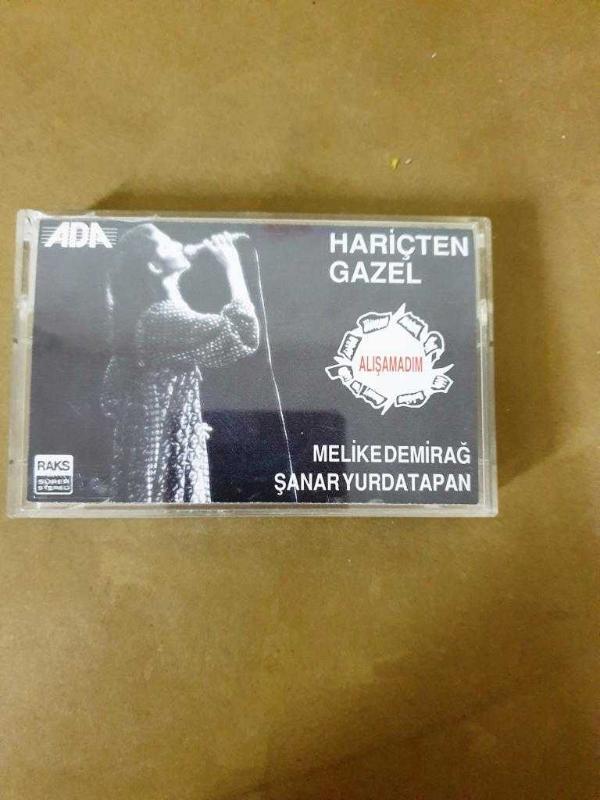 ADA
HARİÇTEN
GAZEL
ALIŞAMADIM
MELİKE DEMİRAĞ
ŞANAR YURDATAPAN
RAKS
SÜPER
STEREO